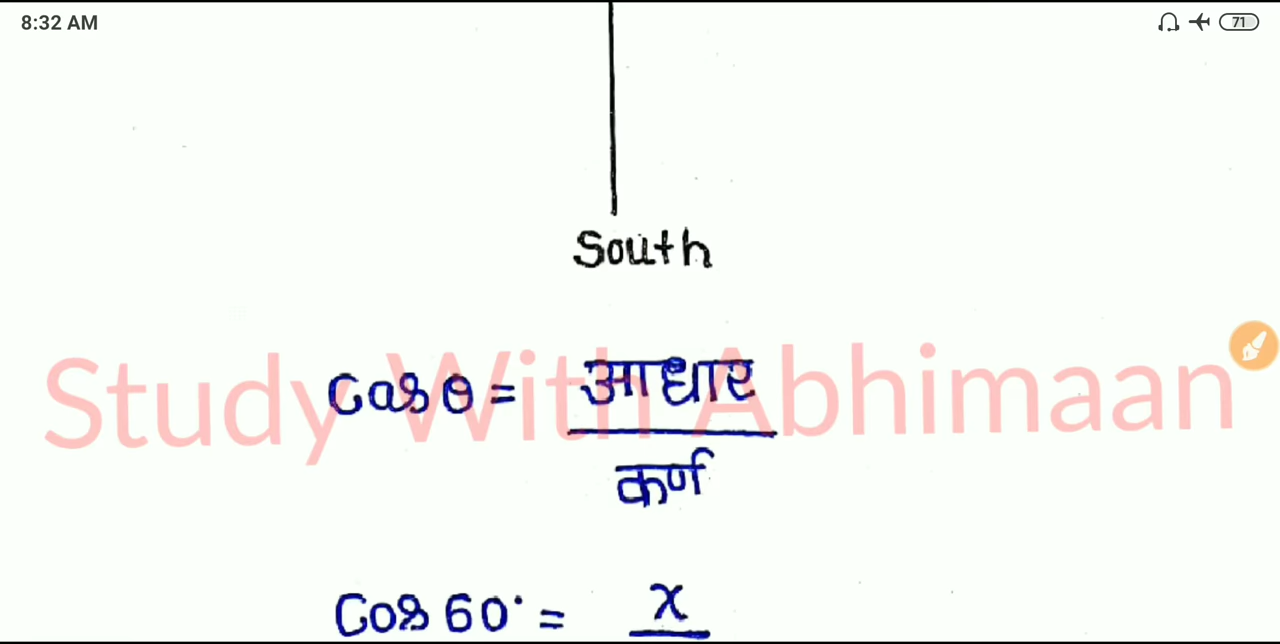 8:32 AM
71
South
Study With Abhimaan
Cos θ = आधार
कर्ण
Cos 60° = x